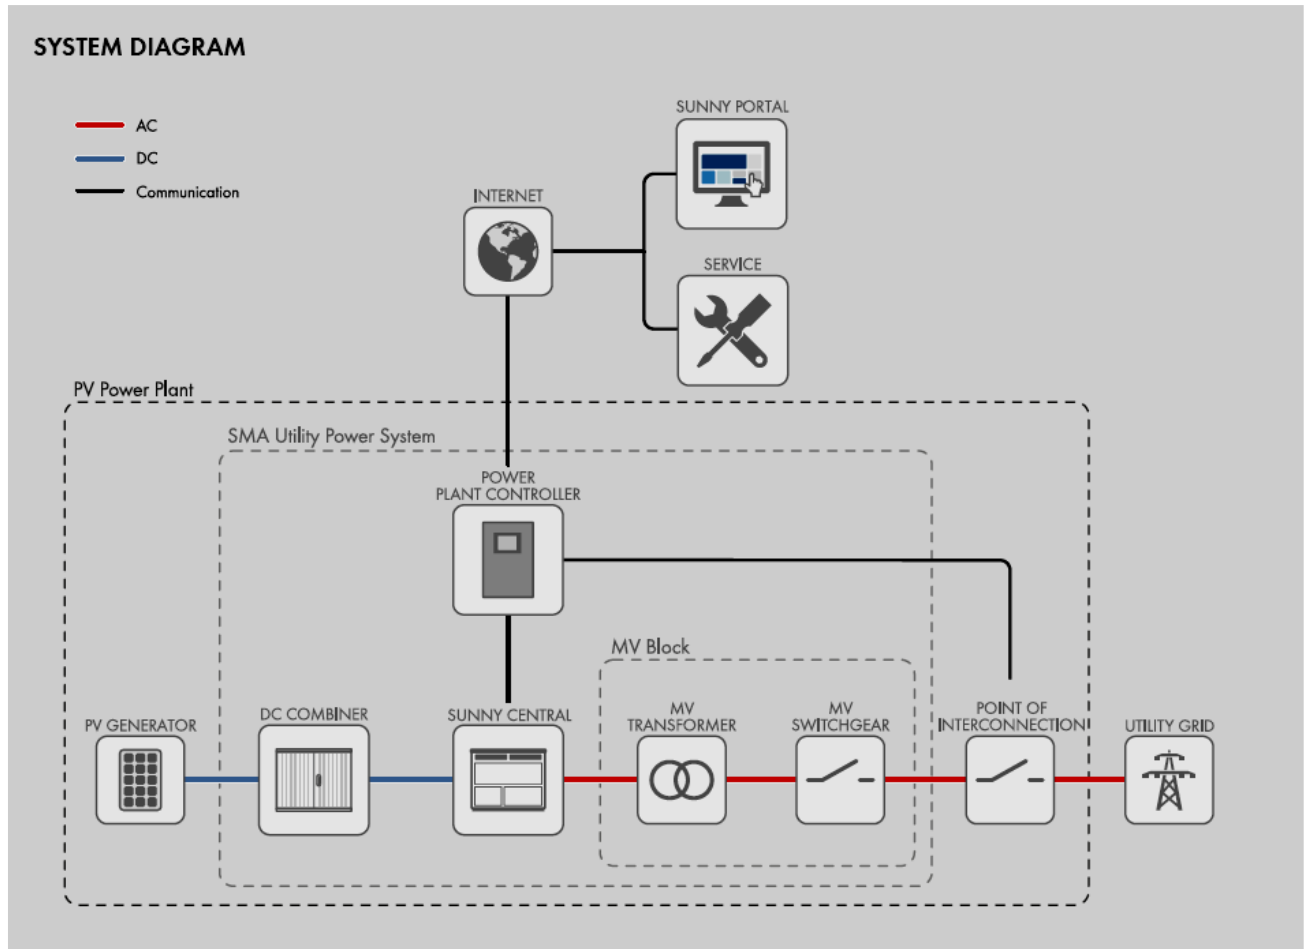 SYSTEM DIAGRAM
AC
DC
Communication
SUNNY PORTAL
INTERNET
SERVICE
PV Power Plant
SMA Utility Power System
POWER
PLANT CONTROLLER
MV Block
PV GENERATOR
DC COMBINER
SUNNY CENTRAL
MV
TRANSFORMER
MV
SWITCHGEAR
POINT OF
INTERCONNECTION
UTILITY GRID